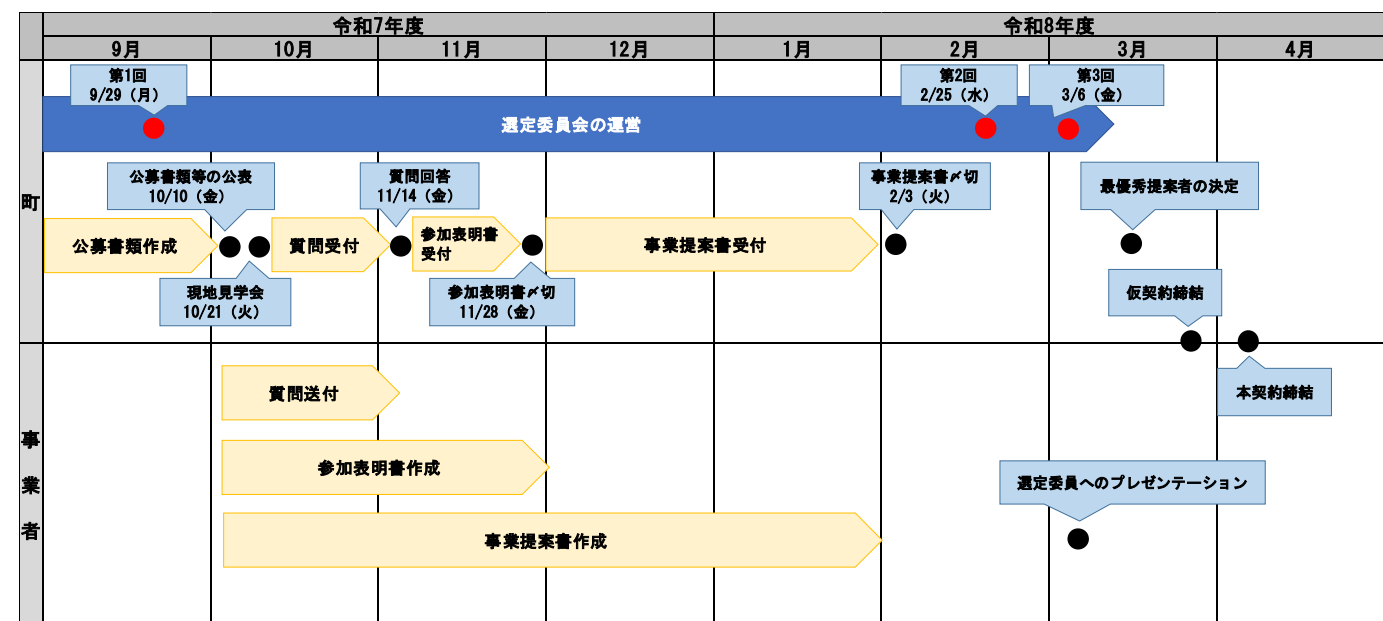 令和7年度
令和8年度
9月
10月
11月
12月
1月
2月
3月
4月
町
第1回
9/29（月）
第2回
2/25（水）
第3回
3/6（金）
選定委員会の運営
公募書類等の公表
10/10（金）
質問回答
11/14（金）
事業提案書〆切
2/3（火）
最優秀提案者の決定
公募書類作成
質問受付
参加表明書
受付
事業提案書受付
現地見学会
10/21（火）
参加表明書〆切
11/28（金）
仮契約締結
本契約締結
事
業
者
質問送付
参加表明書作成
選定委員へのプレゼンテーション
事業提案書作成